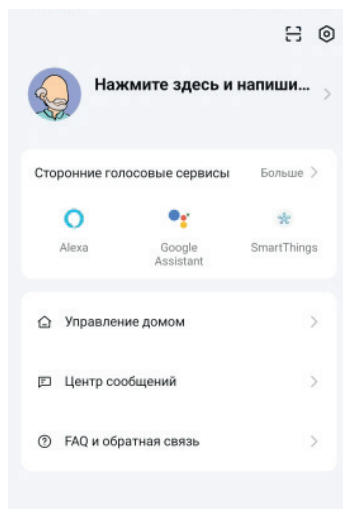 Нажмите здесь и напиши...
Сторонние голосовые сервисы Больше
Alexa
Google
Assistant
SmartThings
Управление домом
Центр сообщений
FAQ и обратная связь